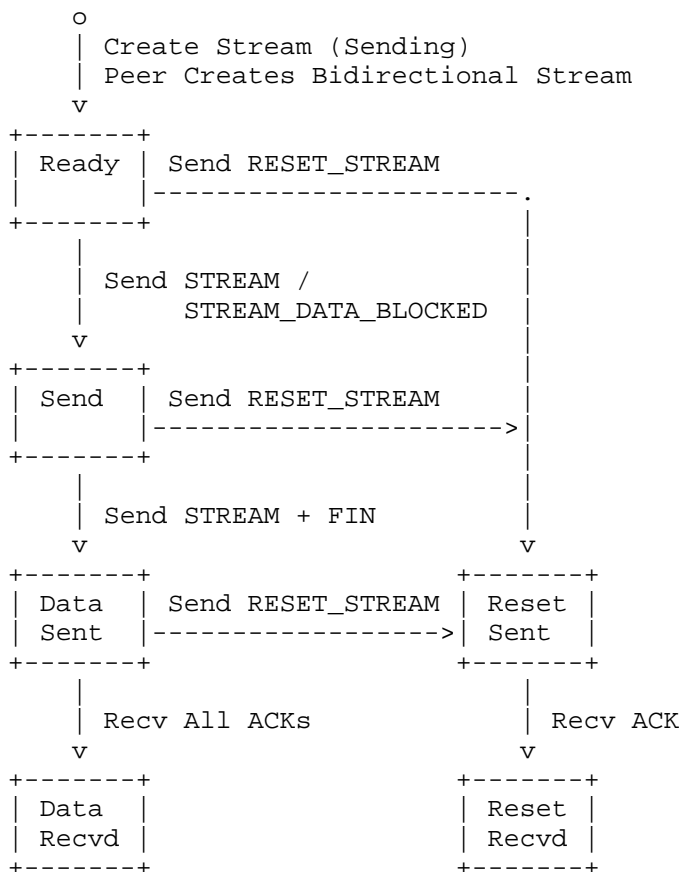 o
Create Stream (Sending)
Peer Creates Bidirectional Stream
v
Ready Send RESET_STREAM
Send STREAM /
STREAM_DATA_BLOCKED
v
Send Send RESET_STREAM
Send STREAM + FIN
v v
Data Send RESET_STREAM Reset
Sent Sent
Recv All ACKs Recv ACK
v v
Data Reset
Recvd Recvd